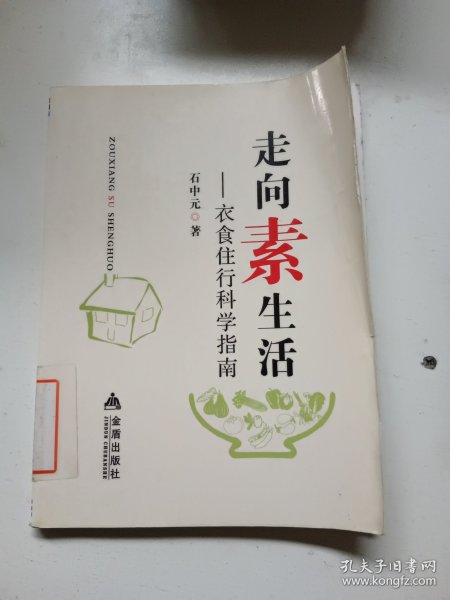 走向素生活
——衣食住行科学指南
石中元◎著
ZOUXIANG SU SHENGHUO
金盾出版社
JINDUN CHUBANSHE
孔夫子旧书网
www.kongfz.com